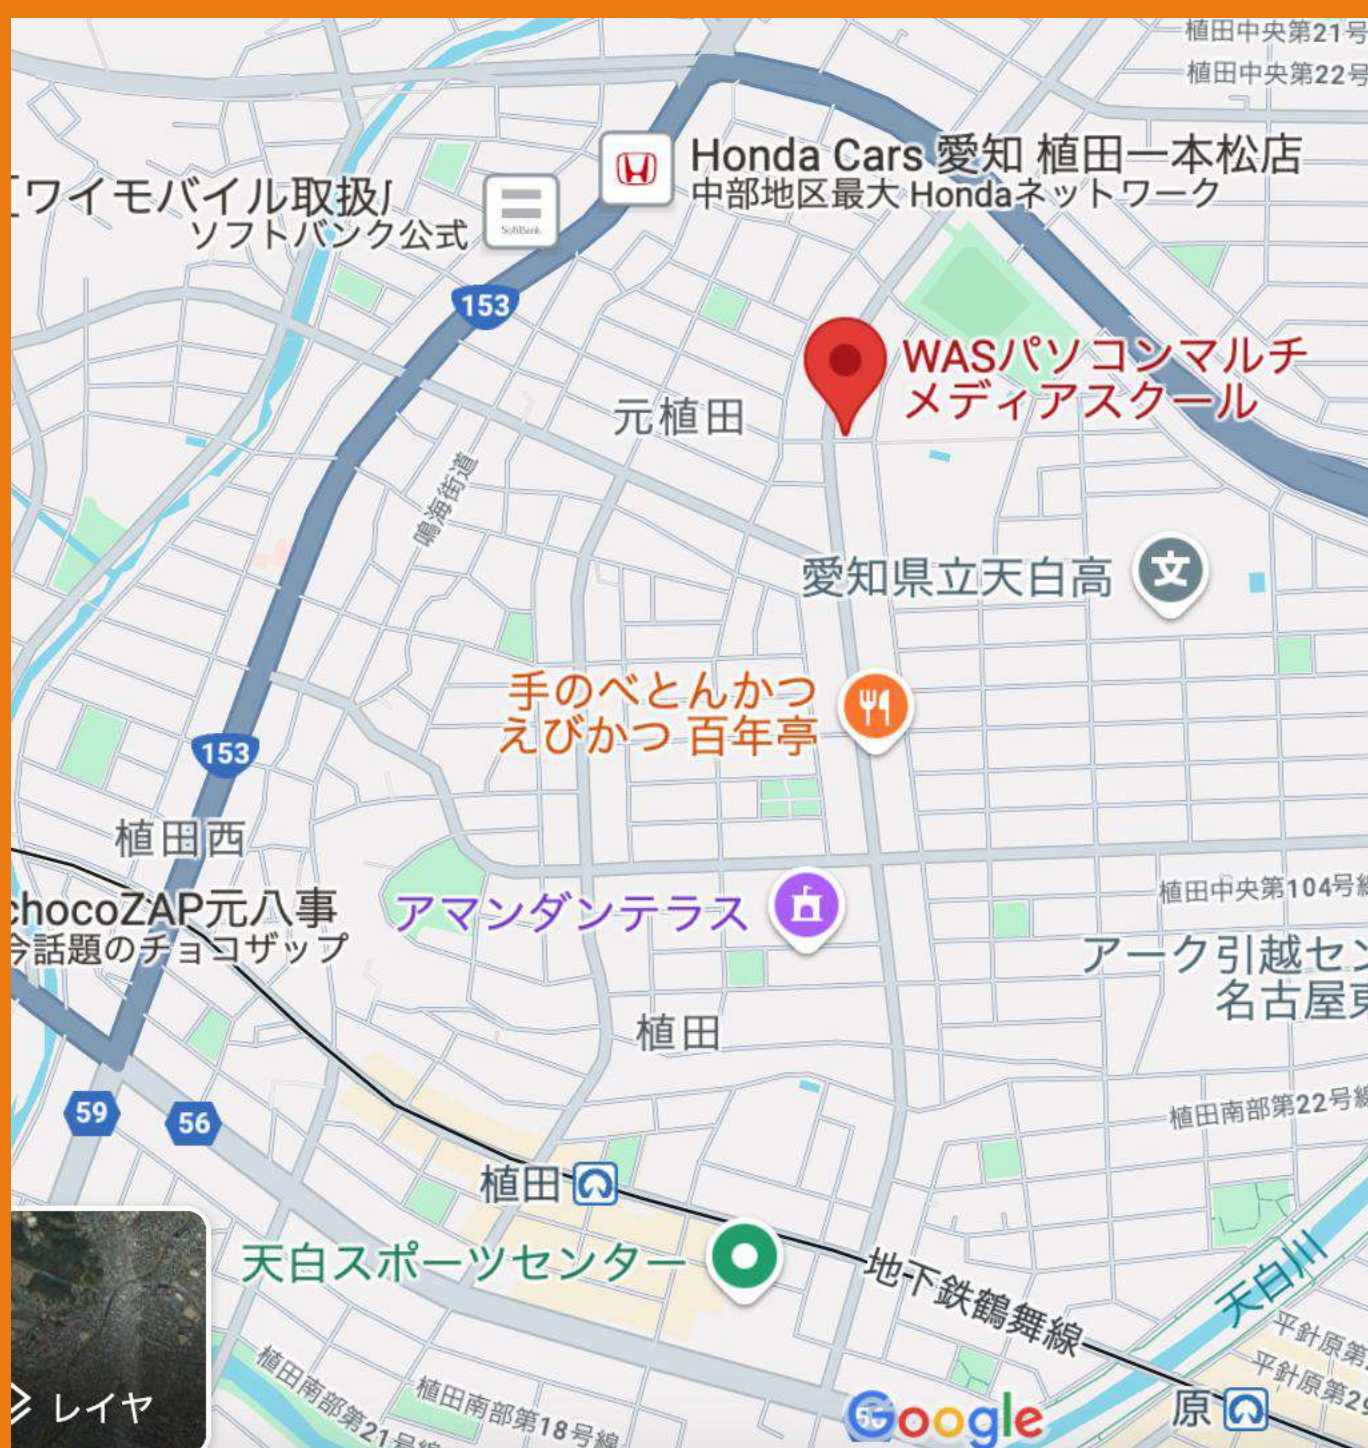 植田中央第21号
植田中央第22号
Honda Cars 愛知 植田一本松店
中部地区最大 Hondaネットワーク
ワイモバイル取扱
ソフトバンク公式
SoftBank
153
WASパソコンマルチ
メディアスクール
元植田
鳴海街道
愛知県立天白高
文
手のべとんかつ
えびかつ 百年亭
153
植田西
chocoZAP元八事
今話題のチョコザップ
アマンダンテラス
植田中央第104号線
アーク引越セン
名古屋東
植田
59
56
植田南部第22号線
植田
天白スポーツセンター
地下鉄鶴舞線
天白川
平針原第
平針原第29
レイヤ
植田南部第21号線
植田南部第18号線
56
Google
原